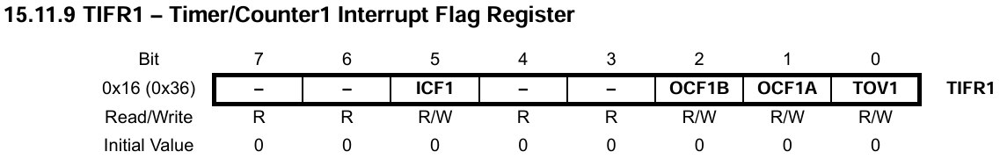 15.11.9 TIFR1 – Timer/Counter1 Interrupt Flag Register
Bit 7 6 5 4 3 2 1 0
0x16 (0x36) – – ICF1 – – OCF1B OCF1A TOV1 TIFR1
Read/Write R R R/W R R R/W R/W R/W
Initial Value 0 0 0 0 0 0 0 0